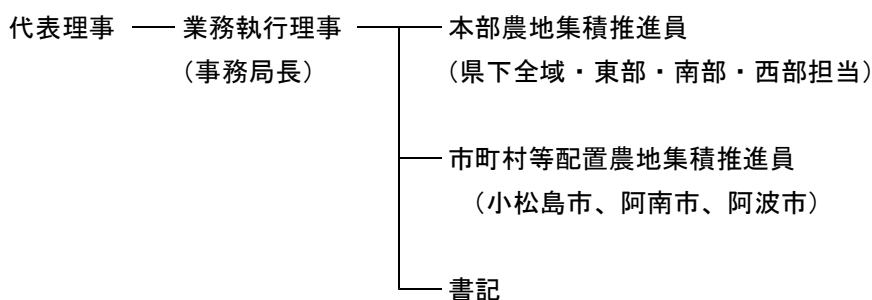 代表理事 業務執行理事 本部農地集積推進員
(事務局長) (県下全域・東部・南部・西部担当)
市町村等配置農地集積推進員
(小松島市、阿南市、阿波市)
書記